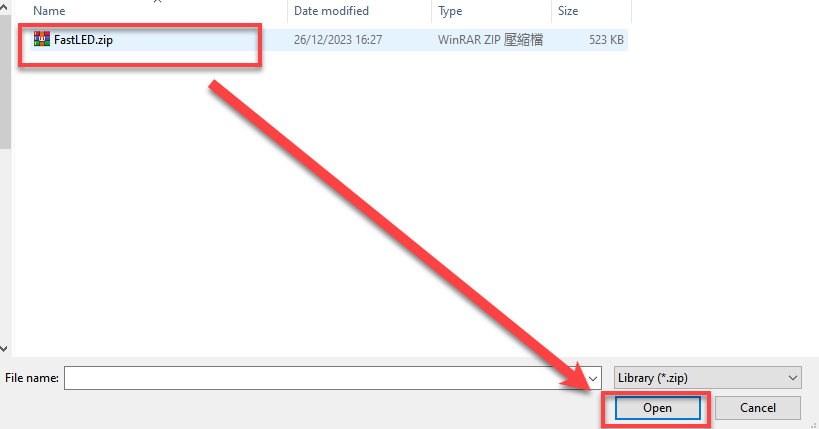 Name Date modified Type Size
FastLED.zip 26/12/2023 16:27 WinRAR ZIP 壓縮檔 523 KB
File name: Library (*.zip)
Open Cancel